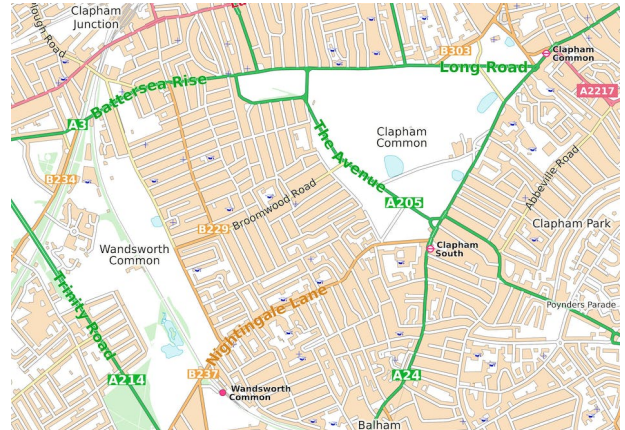 Clapham
Junction
B303
Clapham
Common
Long Road
Battersea Rise
A2217
A3
The Avenue
Clapham
Common
Abbeville Road
B234
Broomwood Road
A205
B229
Clapham Park
Wandsworth
Common
Clapham
South
Trinity Road
Nightingale Lane
Poynders Parade
A214
B237
A24
Wandsworth
Common
Balham